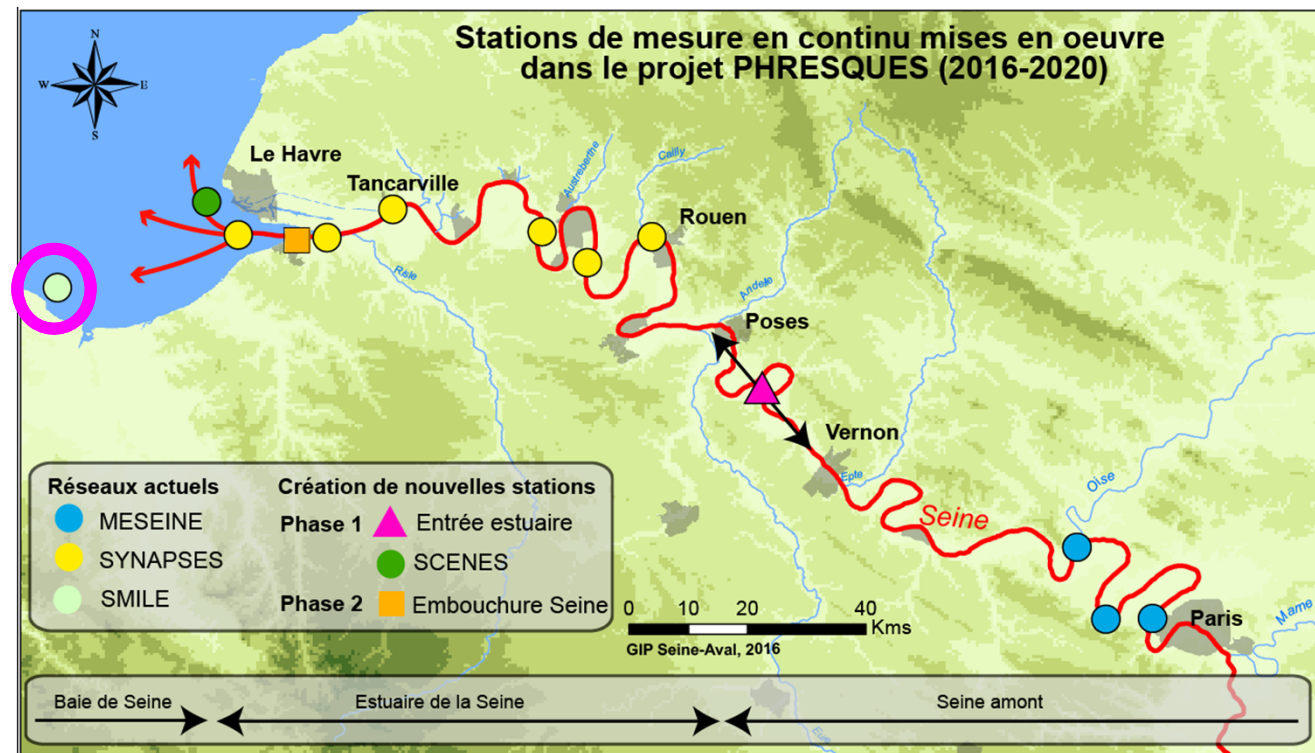 Stations de mesure en continu mises en oeuvre
dans le projet PHRESQUES (2016-2020)
N
W
E
S
Le Havre
Tancarville
Austreberthe
Cailly
Rouen
Risle
Andelle
Poses
Vernon
Epte
Seine
Oise
Paris
Marne
Réseaux actuels
MESEINE
SYNAPSES
SMILE
Création de nouvelles stations
Phase 1
Entrée estuaire
SCENES
Phase 2
Embouchure Seine
0 10 20 40
Kms
GIP Seine-Aval, 2016
Baie de Seine
Estuaire de la Seine
Seine amont